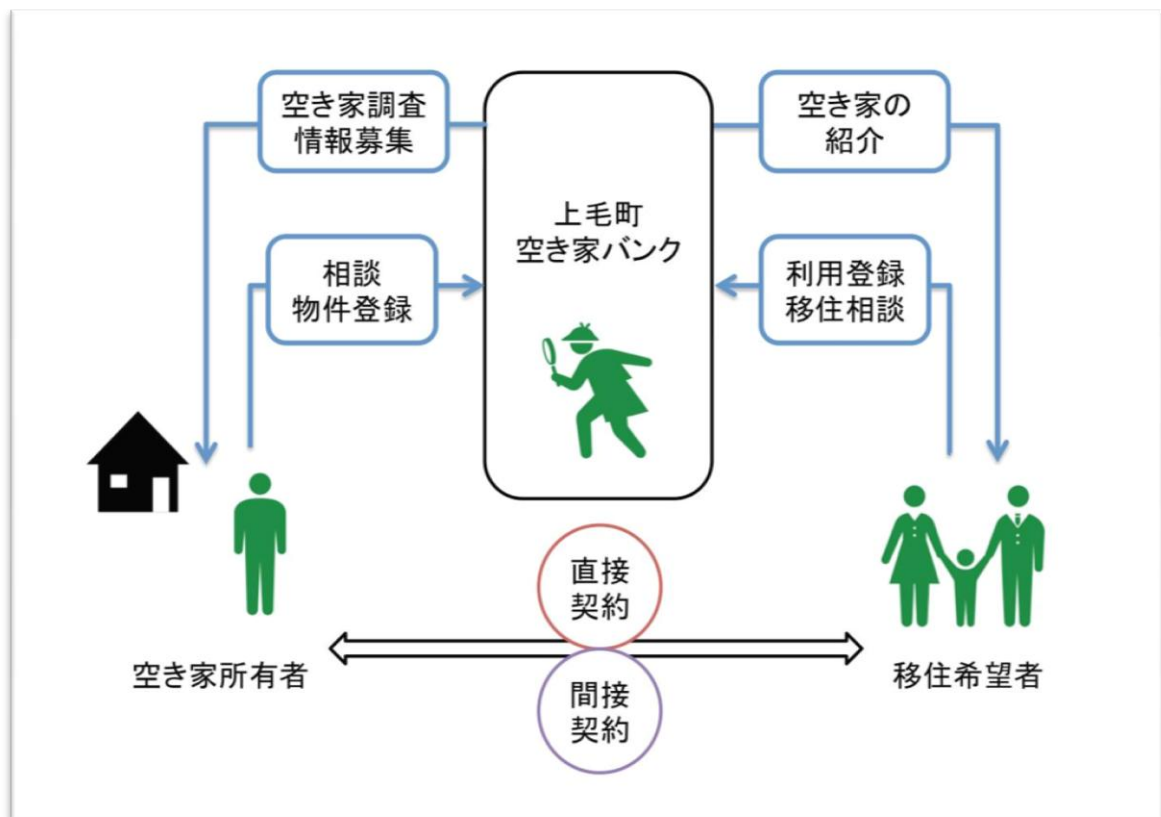 空き家調査
情報募集
空き家の
紹介
上毛町
空き家バンク
相談
物件登録
利用登録
移住相談
直接
契約
空き家所有者
移住希望者
間接
契約